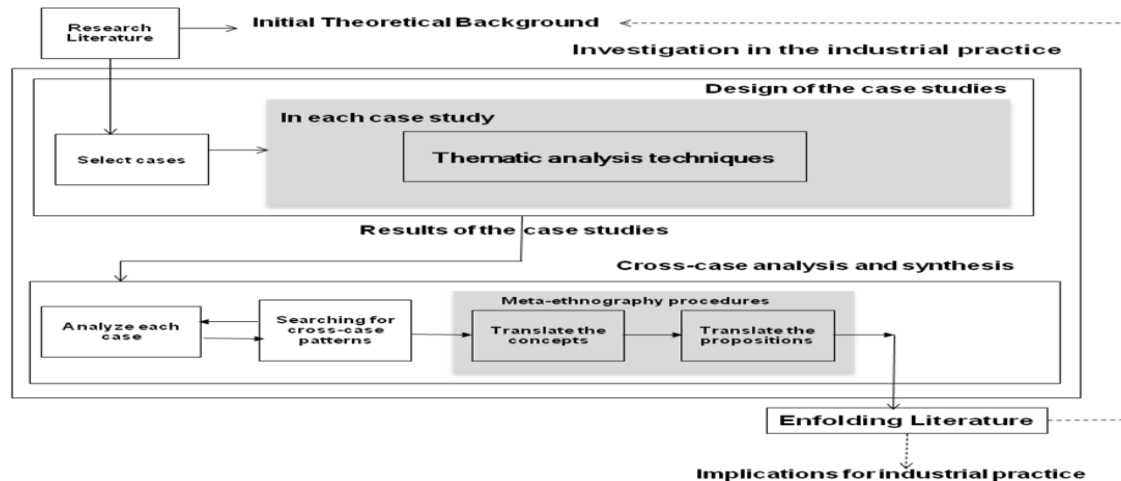 Research
Literature
Initial Theoretical Background
Investigation in the industrial practice
Design of the case studies
In each case study
Select cases
Thematic analysis techniques
Results of the case studies
Cross-case analysis and synthesis
Analyze each
case
Searching for
cross-case
patterns
Meta-ethnography procedures
Translate the
concepts
Translate the
propositions
Enfolding Literature
Implications for industrial practice